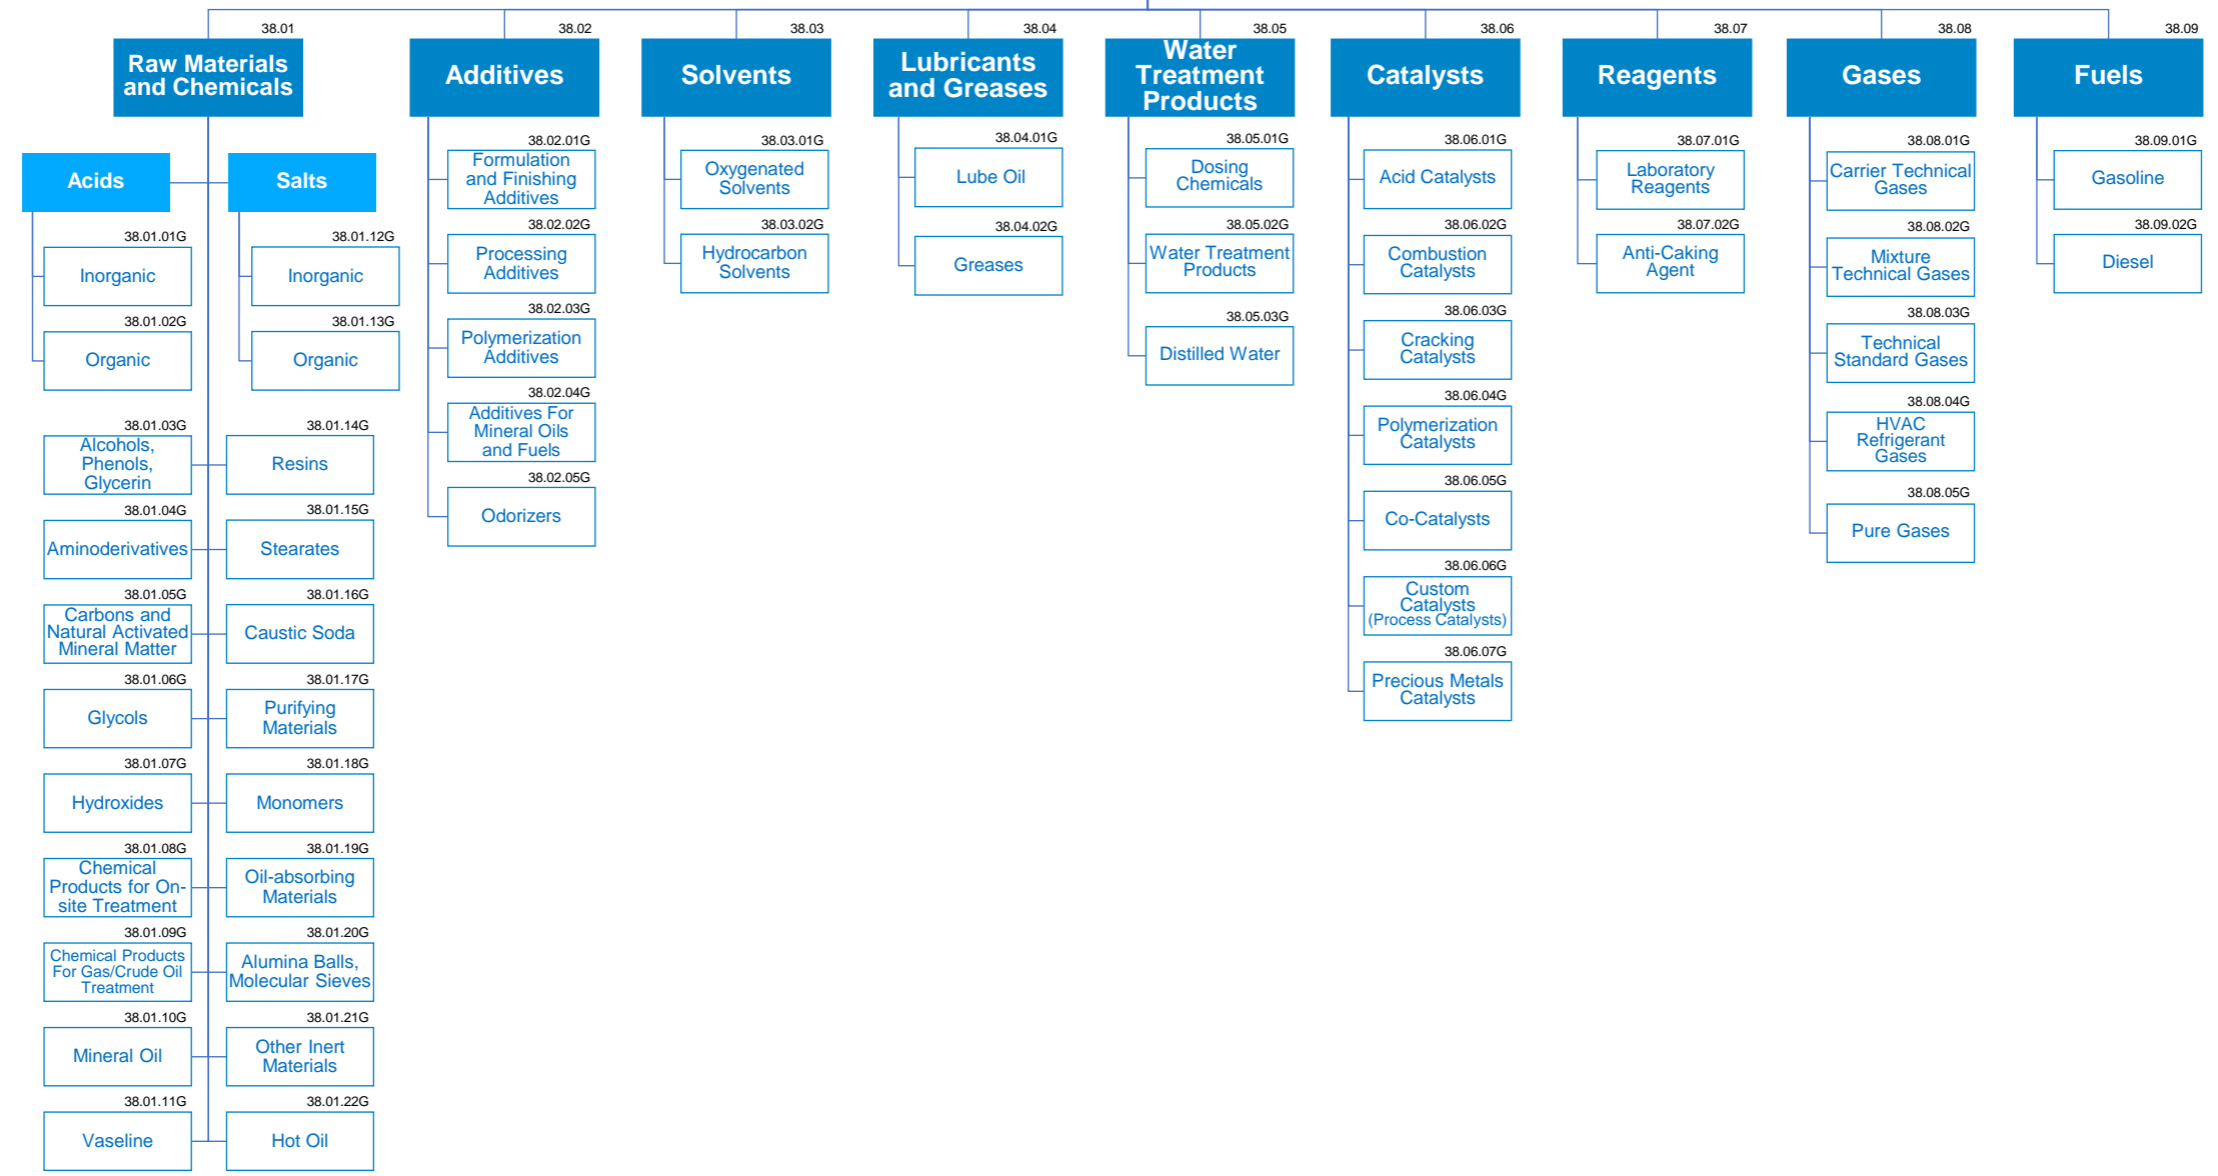 38.01
Raw Materials
and Chemicals
Acids
Salts
38.01.01G
Inorganic
38.01.02G
Organic
38.01.12G
Inorganic
38.01.13G
Organic
38.01.03G
Alcohols,
Phenols,
Glycerin
38.01.14G
Resins
38.01.04G
Aminoderivatives
38.01.15G
Stearates
38.01.05G
Carbons and
Natural Activated
Mineral Matter
38.01.16G
Caustic Soda
38.01.06G
Glycols
38.01.17G
Purifying
Materials
38.01.07G
Hydroxides
38.01.18G
Monomers
38.01.08G
Chemical
Products for On-
site Treatment
38.01.19G
Oil-absorbing
Materials
38.01.09G
Chemical Products
For Gas/Crude Oil
Treatment
38.01.20G
Alumina Balls,
Molecular Sieves
38.01.10G
Mineral Oil
38.01.21G
Other Inert
Materials
38.01.11G
Vaseline
38.01.22G
Hot Oil
38.02
Additives
38.02.01G
Formulation
and Finishing
Additives
38.02.02G
Processing
Additives
38.02.03G
Polymerization
Additives
38.02.04G
Additives For
Mineral Oils
and Fuels
38.02.05G
Odorizers
38.03
Solvents
38.03.01G
Oxygenated
Solvents
38.03.02G
Hydrocarbon
Solvents
38.04
Lubricants
and Greases
38.04.01G
Lube Oil
38.04.02G
Greases
38.05
Water
Treatment
Products
38.05.01G
Dosing
Chemicals
38.05.02G
Water Treatment
Products
38.05.03G
Distilled Water
38.06
Catalysts
38.06.01G
Acid Catalysts
38.06.02G
Combustion
Catalysts
38.06.03G
Cracking
Catalysts
38.06.04G
Polymerization
Catalysts
38.06.05G
Co-Catalysts
38.06.06G
Custom
Catalysts
(Process Catalysts)
38.06.07G
Precious Metals
Catalysts
38.07
Reagents
38.07.01G
Laboratory
Reagents
38.07.02G
Anti-Caking
Agent
38.08
Gases
38.08.01G
Carrier Technical
Gases
38.08.02G
Mixture
Technical Gases
38.08.03G
Technical
Standard Gases
38.08.04G
HVAC
Refrigerant
Gases
38.08.05G
Pure Gases
38.09
Fuels
38.09.01G
Gasoline
38.09.02G
Diesel